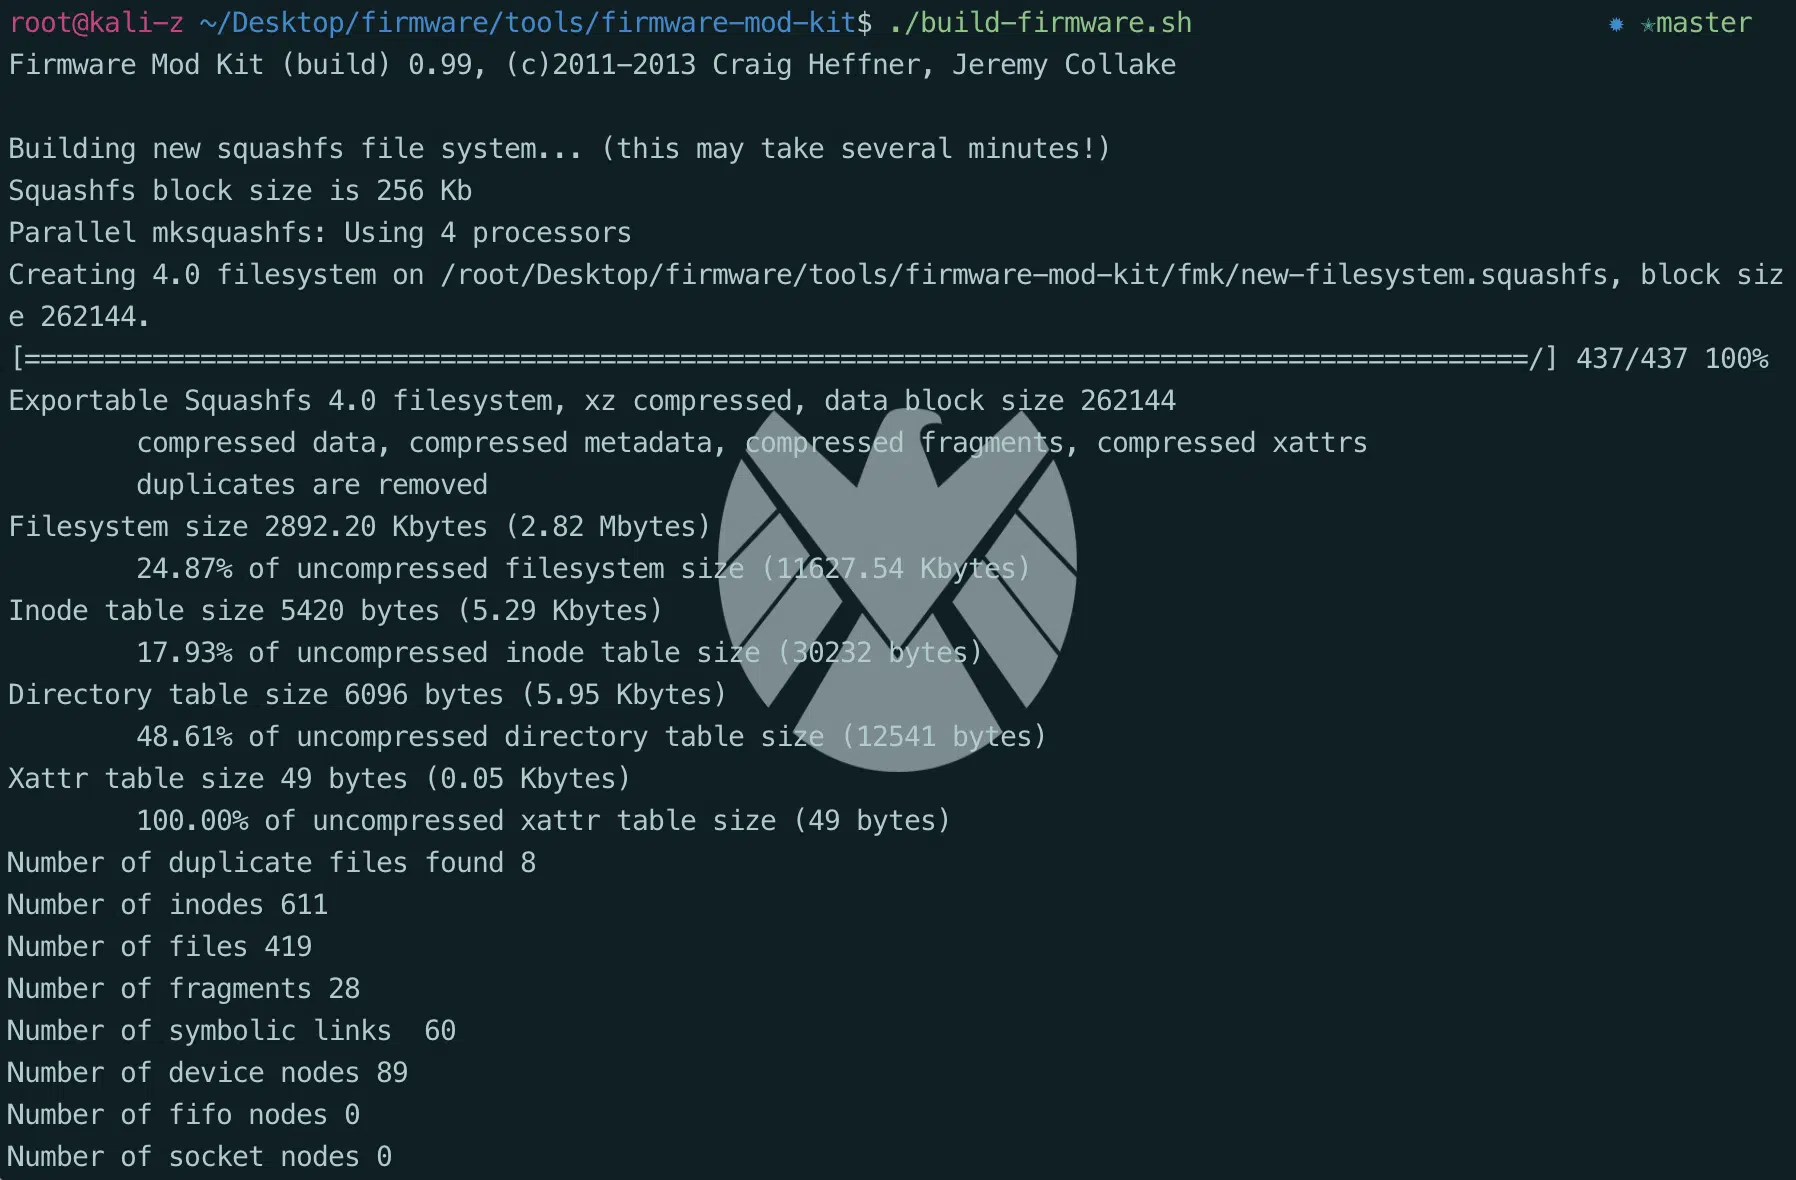 root@kali-z ~/Desktop/firmware/tools/firmware-mod-kit$ ./build-firmware.sh ✹ ✭master
Firmware Mod Kit (build) 0.99, (c)2011-2013 Craig Heffner, Jeremy Collake
Building new squashfs file system... (this may take several minutes!)
Squashfs block size is 256 Kb
Parallel mksquashfs: Using 4 processors
Creating 4.0 filesystem on /root/Desktop/firmware/tools/firmware-mod-kit/fmk/new-filesystem.squashfs, block siz
e 262144.
[==============================================================================================/] 437/437 100%
Exportable Squashfs 4.0 filesystem, xz compressed, data block size 262144
        compressed data, compressed metadata, compressed fragments, compressed xattrs
        duplicates are removed
Filesystem size 2892.20 Kbytes (2.82 Mbytes)
        24.87% of uncompressed filesystem size (11627.54 Kbytes)
Inode table size 5420 bytes (5.29 Kbytes)
        17.93% of uncompressed inode table size (30232 bytes)
Directory table size 6096 bytes (5.95 Kbytes)
        48.61% of uncompressed directory table size (12541 bytes)
Xattr table size 49 bytes (0.05 Kbytes)
        100.00% of uncompressed xattr table size (49 bytes)
Number of duplicate files found 8
Number of inodes 611
Number of files 419
Number of fragments 28
Number of symbolic links  60
Number of device nodes 89
Number of fifo nodes 0
Number of socket nodes 0